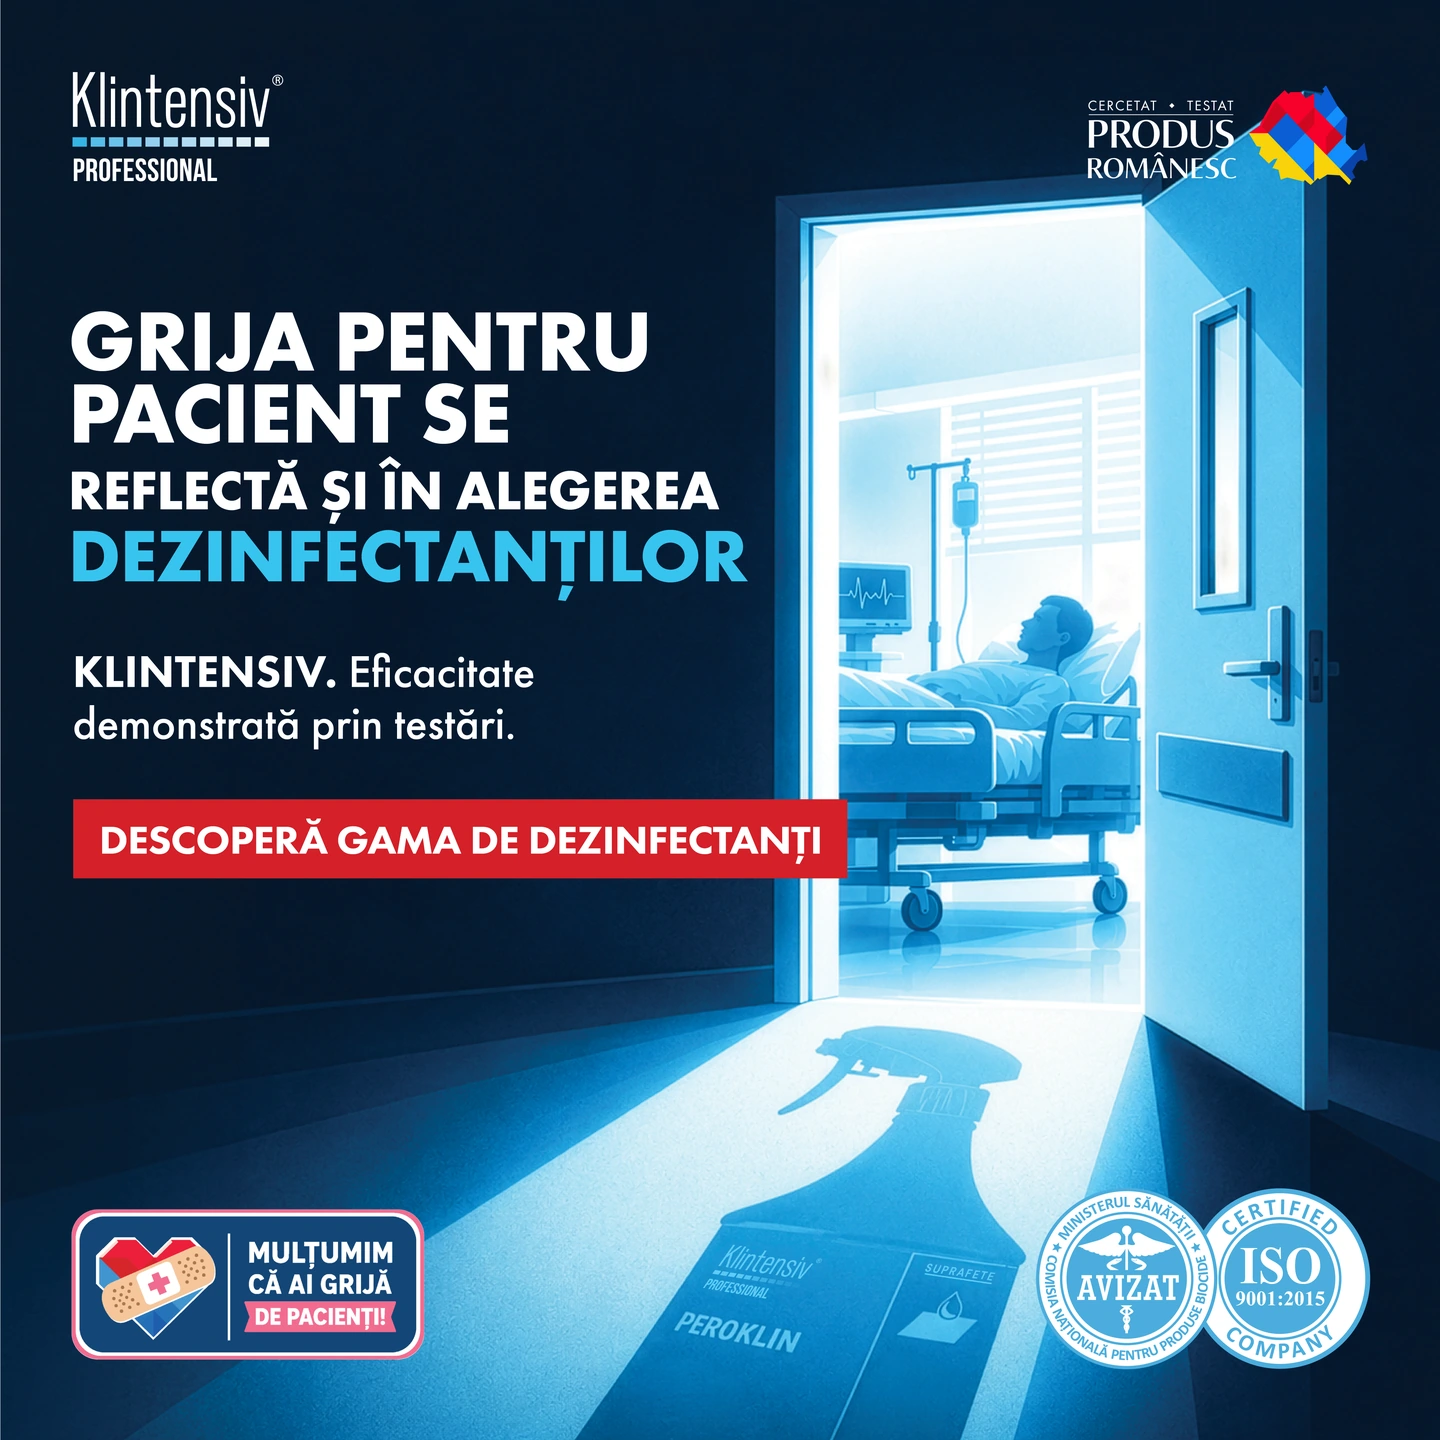 Klintensiv®
PROFESSIONAL
CERCETAT • TESTAT
PRODUS
ROMÂNESC
GRIJA PENTRU
PACIENT SE
REFLECTĂ ȘI ÎN ALEGEREA
DEZINFECTANȚILOR
KLINTENSIV. Eficacitate
demonstrată prin testări.
DESCOPERĂ GAMA DE DEZINFECTANȚI
Klintensiv®
PROFESSIONAL
PEROKLIN
SUPRAFETE
MULȚUMIM
CĂ AI GRIJĂ
DE PACIENȚI!
★ MINISTERUL SĂNĂTĂȚII ★
AVIZAT
COMISIA NAȚIONALĂ PENTRU PRODUSE BIOCIDE
CERTIFIED
ISO
9001:2015
COMPANY